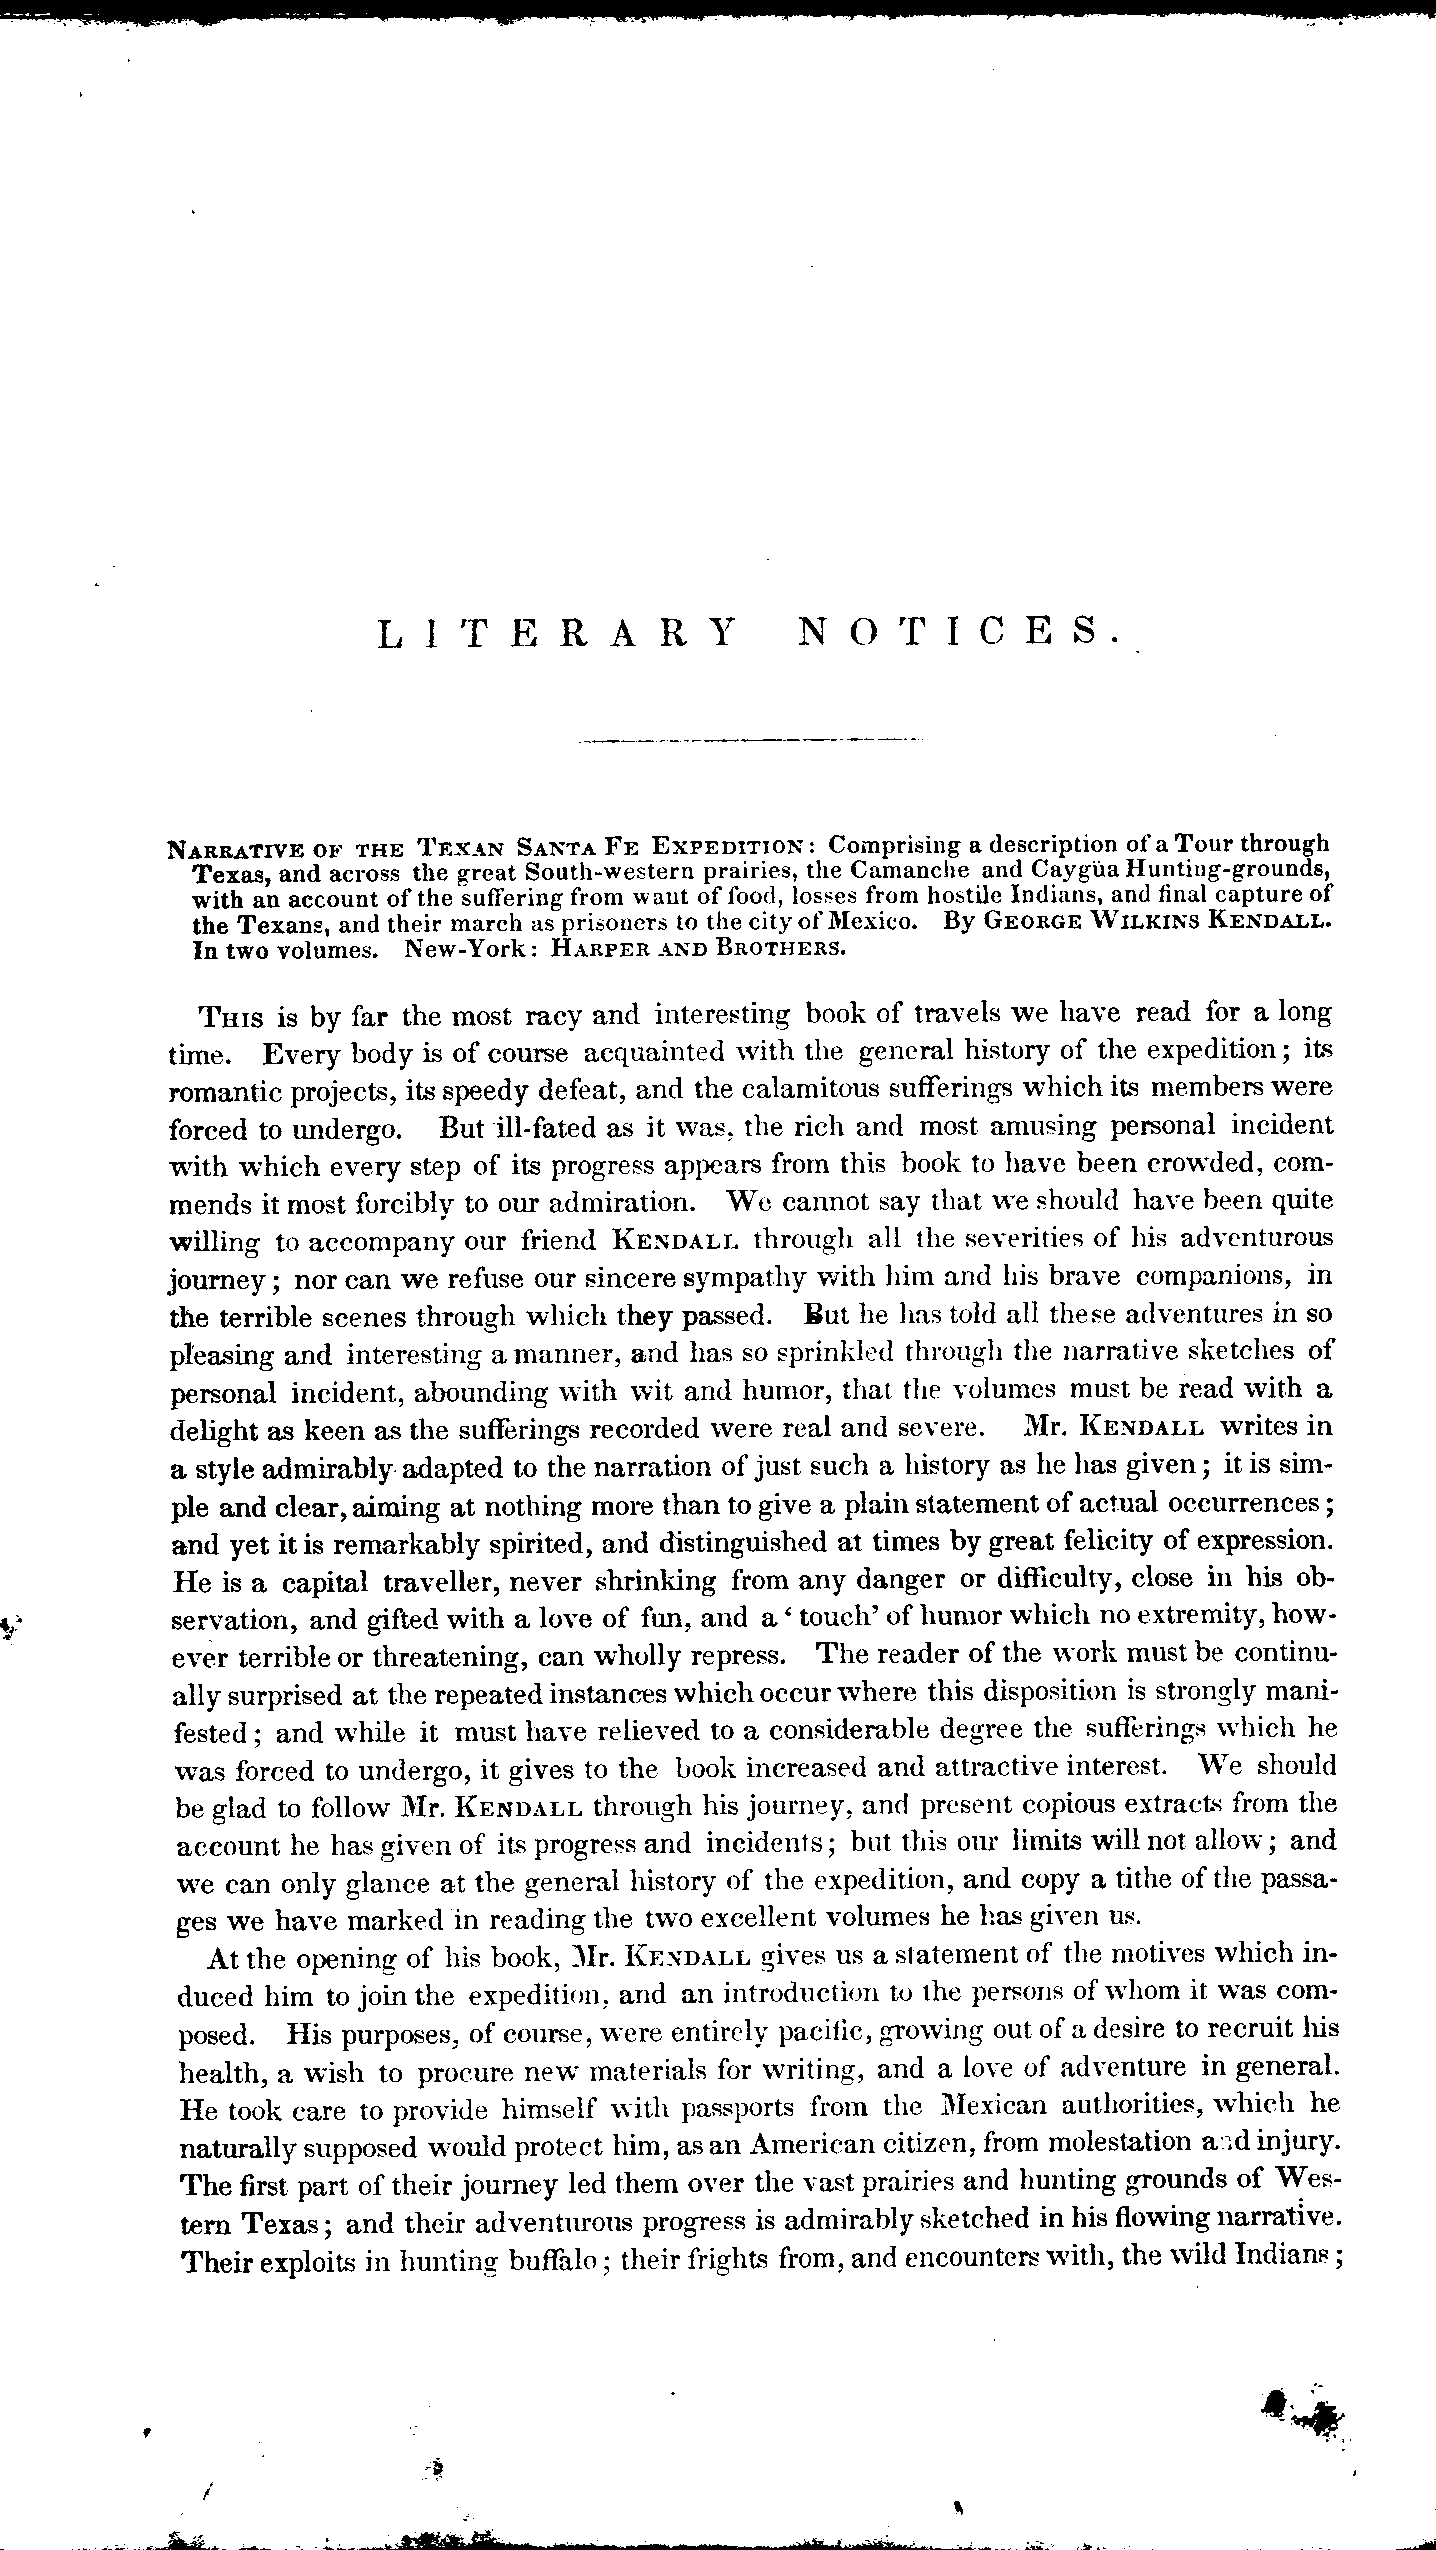 LITERARY NOTICES.
NARRATIVE OF THE TEXAN SANTA FE EXPEDITION: Comprising a description of a Tour through
Texas, and across the great South-western prairies, the Camanche and Caygüa Hunting-grounds,
with an account of the suffering from want of food, losses from hostile Indians, and final capture of
the Texans, and their march as prisoners to the city of Mexico. By GEORGE WILKINS KENDALL.
In two volumes. New-York: HARPER AND BROTHERS.
THIS is by far the most racy and interesting book of travels we have read for a long
time. Every body is of course acquainted with the general history of the expedition; its
romantic projects, its speedy defeat, and the calamitous sufferings which its members were
forced to undergo. But ill-fated as it was, the rich and most amusing personal incident
with which every step of its progress appears from this book to have been crowded, com-
mends it most forcibly to our admiration. We cannot say that we should have been quite
willing to accompany our friend KENDALL through all the severities of his adventurous
journey; nor can we refuse our sincere sympathy with him and his brave companions, in
the terrible scenes through which they passed. But he has told all these adventures in so
pleasing and interesting a manner, and has so sprinkled through the narrative sketches of
personal incident, abounding with wit and humor, that the volumes must be read with a
delight as keen as the sufferings recorded were real and severe. Mr. KENDALL writes in
a style admirably adapted to the narration of just such a history as he has given; it is sim-
ple and clear, aiming at nothing more than to give a plain statement of actual occurrences;
and yet it is remarkably spirited, and distinguished at times by great felicity of expression.
He is a capital traveller, never shrinking from any danger or difficulty, close in his ob-
servation, and gifted with a love of fun, and a 'touch' of humor which no extremity, how-
ever terrible or threatening, can wholly repress. The reader of the work must be continu-
ally surprised at the repeated instances which occur where this disposition is strongly mani-
fested; and while it must have relieved to a considerable degree the sufferings which he
was forced to undergo, it gives to the book increased and attractive interest. We should
be glad to follow Mr. KENDALL through his journey, and present copious extracts from the
account he has given of its progress and incidents; but this our limits will not allow; and
we can only glance at the general history of the expedition, and copy a tithe of the passa-
ges we have marked in reading the two excellent volumes he has given us.
At the opening of his book, Mr. KENDALL gives us a statement of the motives which in-
duced him to join the expedition, and an introduction to the persons of whom it was com-
posed. His purposes, of course, were entirely pacific, growing out of a desire to recruit his
health, a wish to procure new materials for writing, and a love of adventure in general.
He took care to provide himself with passports from the Mexican authorities, which he
naturally supposed would protect him, as an American citizen, from molestation and injury.
The first part of their journey led them over the vast prairies and hunting grounds of Wes-
tern Texas; and their adventurous progress is admirably sketched in his flowing narrative.
Their exploits in hunting buffalo; their frights from, and encounters with, the wild Indians;